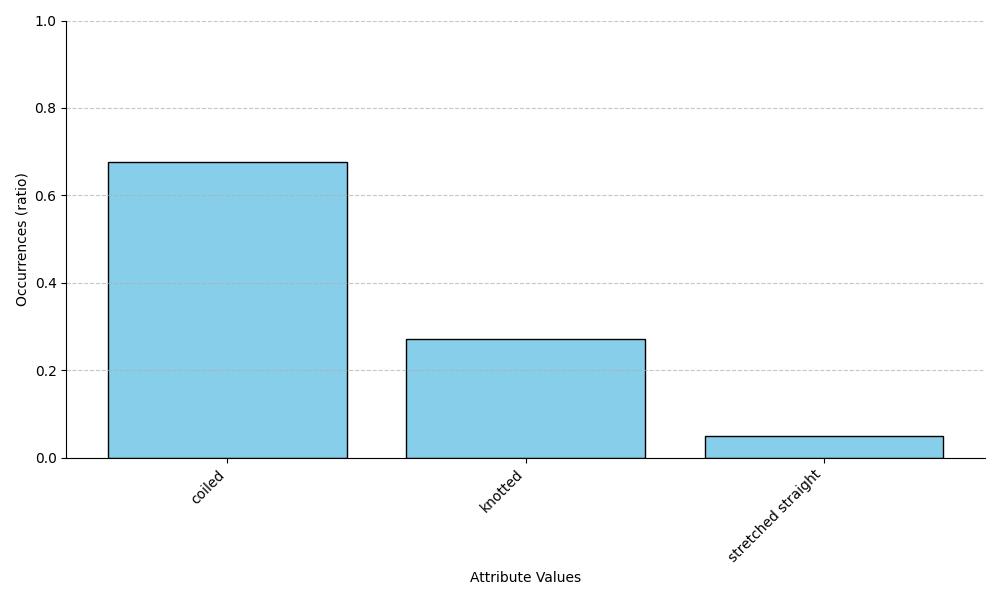 1.0
0.8
0.6
0.4
0.2
0.0
Occurrences (ratio)
coiled
knotted
stretched straight
Attribute Values